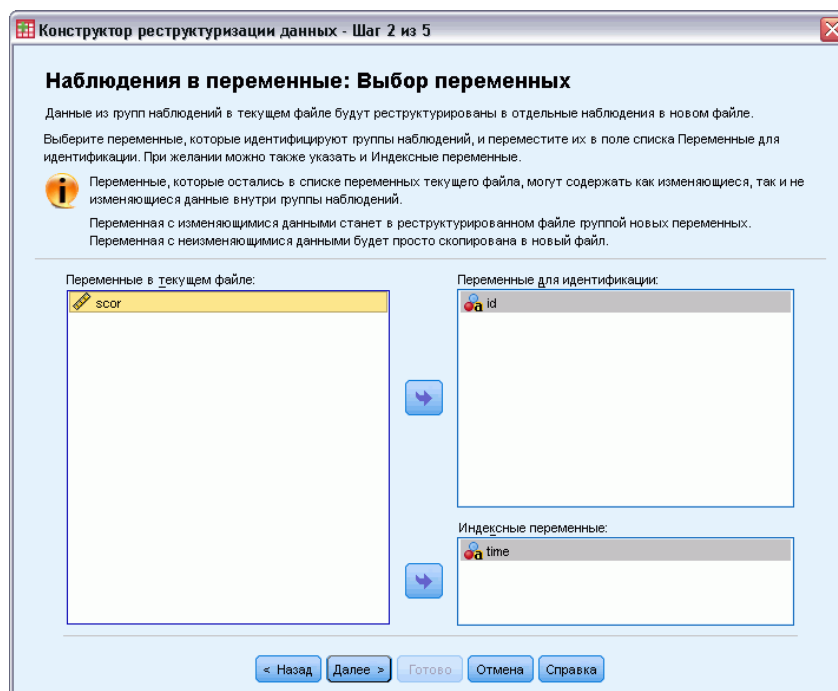 Конструктор реструктуризации данных - Шаг 2 из 5
Наблюдения в переменные: Выбор переменных
Данные из групп наблюдений в текущем файле будут реструктурированы в отдельные наблюдения в новом файле.
Выберите переменные, которые идентифицируют группы наблюдений, и переместите их в поле списка Переменные для
идентификации. При желании можно также указать и Индексные переменные.
Переменные, которые остались в списке переменных текущего файла, могут содержать как изменяющиеся, так и не
изменяющиеся данные внутри группы наблюдений.
Переменная с изменяющимися данными станет в реструктурированном файле группой новых переменных.
Переменная с неизменяющимися данными будет просто скопирована в новый файл.
Переменные в текущем файле:
scor
Переменные для идентификации:
id
Индексные переменные:
time
< Назад Далее > Готово Отмена Справка